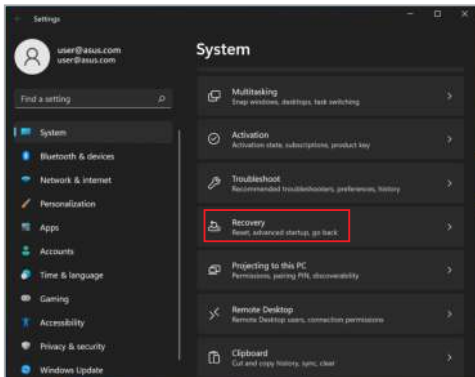 Settings
user@asus.com
user@asus.com
Find a setting
System
Bluetooth & devices
Network & internet
Personalization
Apps
Accounts
Time & language
Gaming
Accessibility
Privacy & security
Windows Update
System
Multitasking
Snap windows, desktops, task switching
Activation
Activation state, subscriptions, product key
Troubleshoot
Recommended troubleshooters, preferences, history
Recovery
Reset, advanced startup, go back
Projecting to this PC
Permissions, pairing PIN, discoverability
Remote Desktop
Remote Desktop users, connection permissions
Clipboard
Cut and copy history, sync, clear